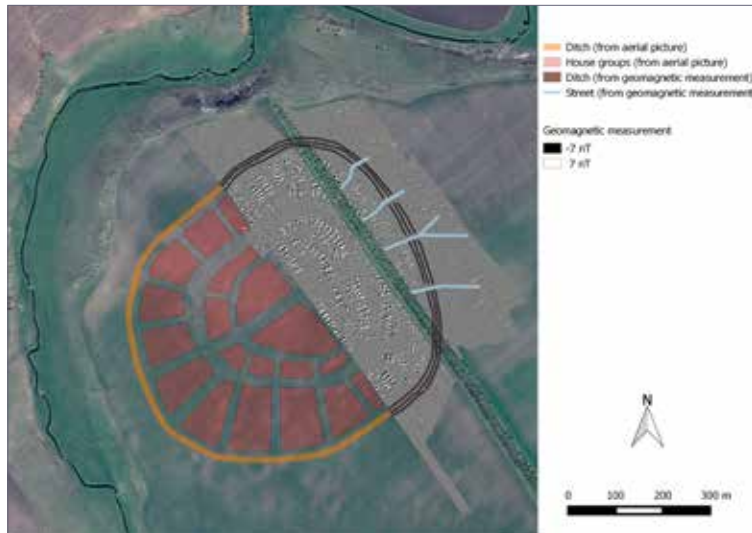 Ditch (from aerial picture)
House groups (from aerial picture)
Ditch (from geomagnetic measurement)
Street (from geomagnetic measurement)
Geomagnetic measurement
-7 nT
7 nT
N
0 100 200 300 m